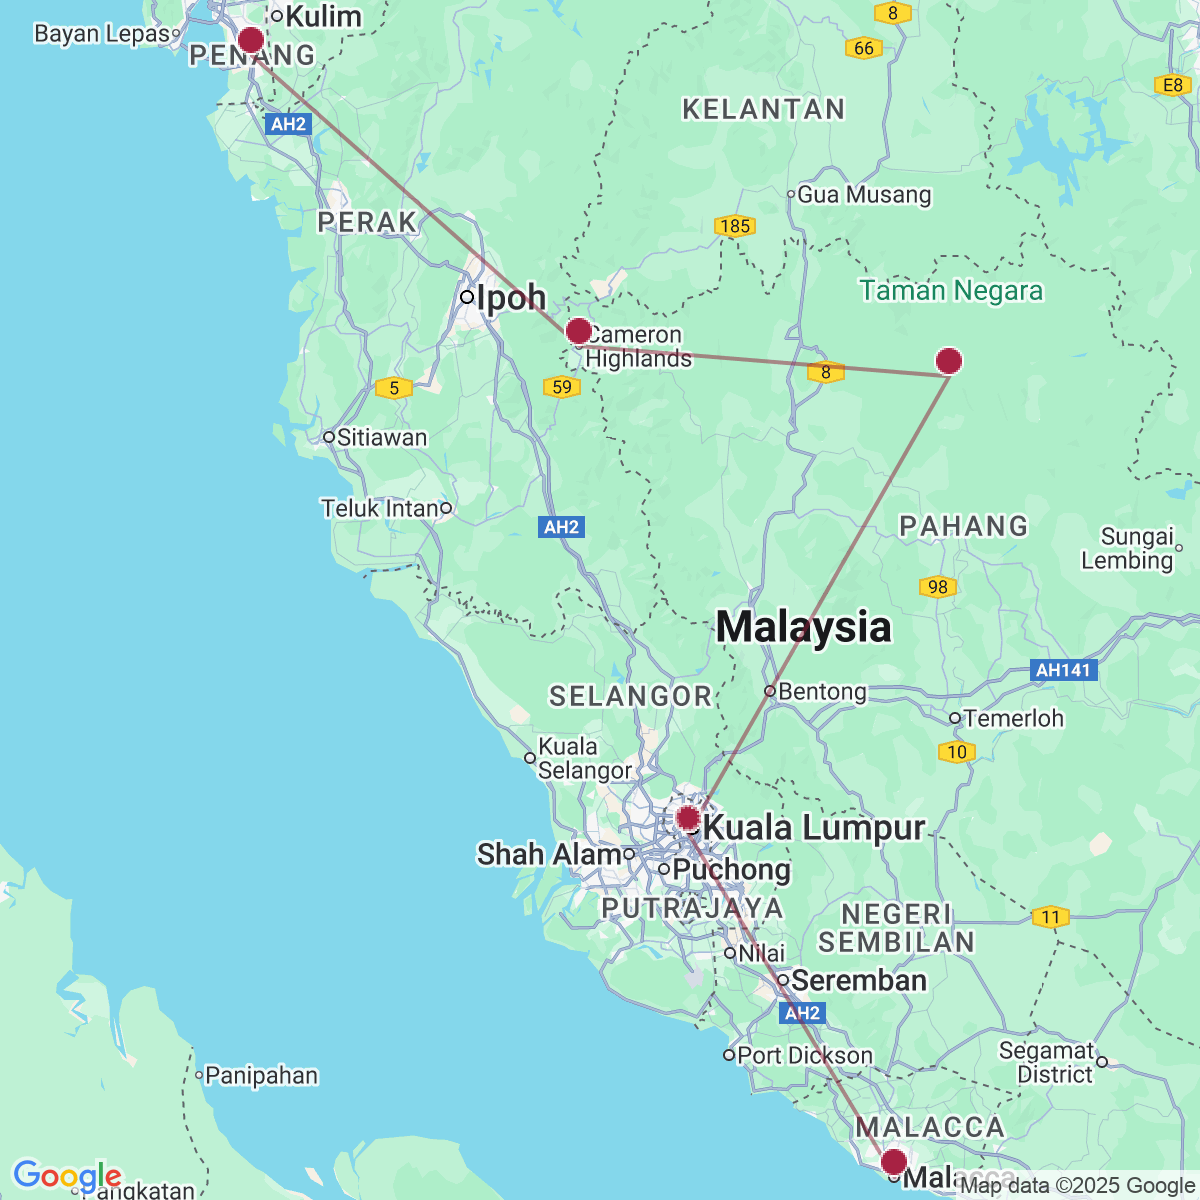 Kulim
Bayan Lepas
PENANG
8
66
E8
KELANTAN
AH2
Gua Musang
PERAK
185
Taman Negara
Ipoh
Cameron
Highlands
8
5
59
Sitiawan
Teluk Intan
AH2
PAHANG
Sungai
Lembing
98
Malaysia
AH141
SELANGOR
Bentong
Temerloh
10
Kuala
Selangor
Kuala Lumpur
Shah Alam
Puchong
PUTRAJAYA
NEGERI
SEMBILAN
11
Nilai
Seremban
AH2
Port Dickson
Segamat
District
Panipahan
MALACCA
Malacca
Google
Pangkatan
Map data ©2025 Google